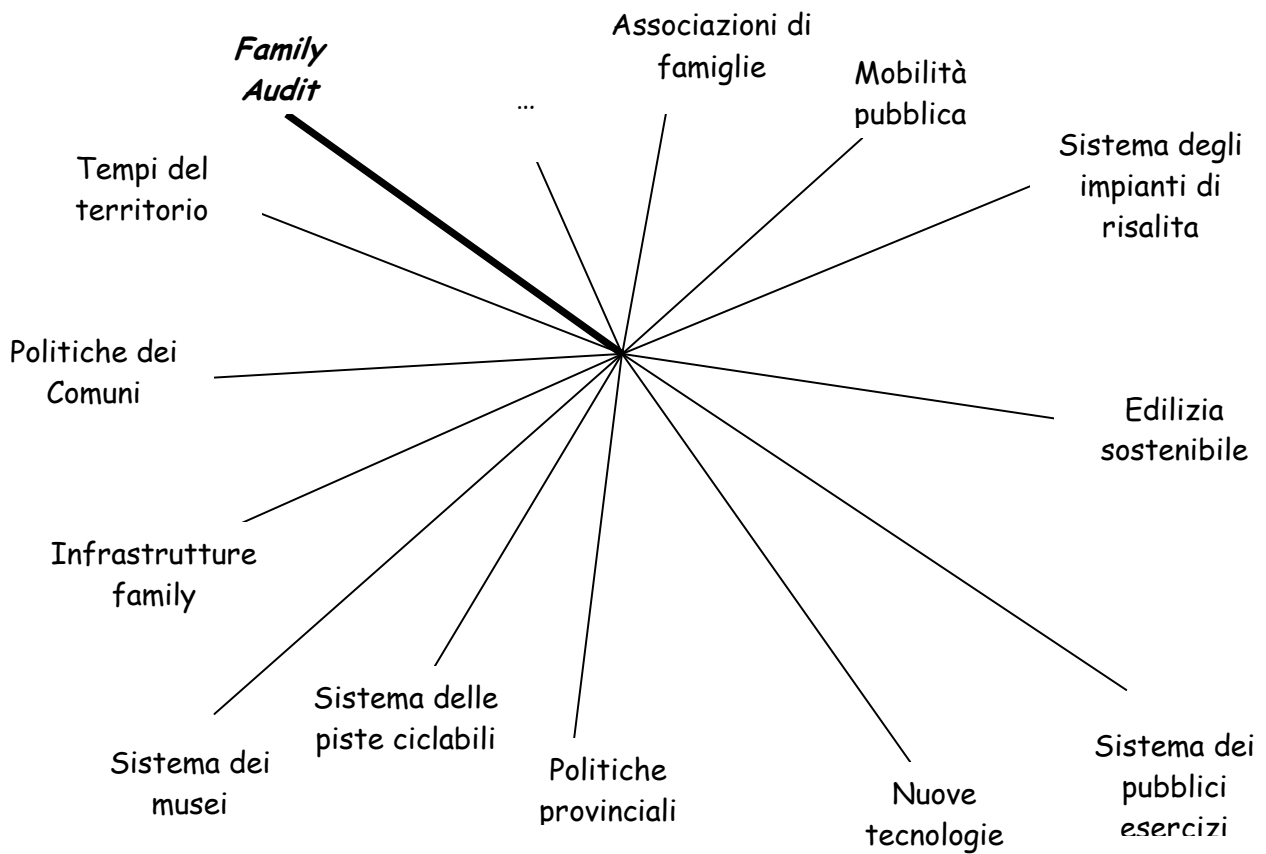 Family
Audit
...
Associazioni di
famiglie
Mobilità
pubblica
Sistema degli
impianti di
risalita
Tempi del
territorio
Politiche dei
Comuni
Edilizia
sostenibile
Infrastrutture
family
Sistema delle
piste ciclabili
Sistema dei
musei
Politiche
provinciali
Nuove
tecnologie
Sistema dei
pubblici
esercizi